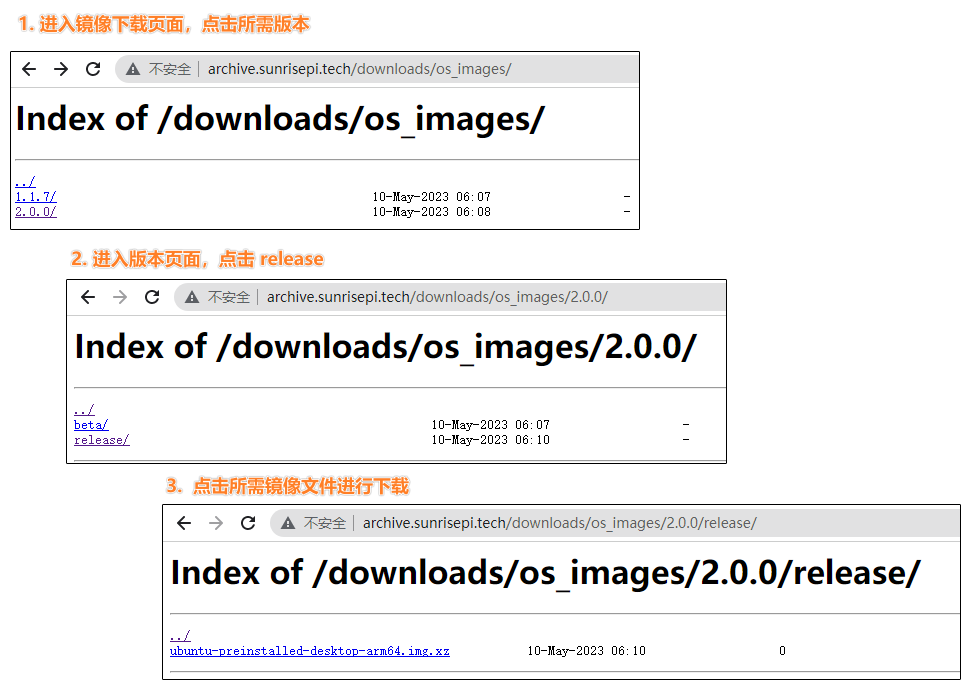 1. 进入镜像下载页面，点击所需版本
不安全 | archive.sunrisepi.tech/downloads/os_images/
Index of /downloads/os_images/
../
1.1.7/ 10-May-2023 06:07 -
2.0.0/ 10-May-2023 06:08 -
2. 进入版本页面，点击 release
不安全 | archive.sunrisepi.tech/downloads/os_images/2.0.0/
Index of /downloads/os_images/2.0.0/
../
beta/ 10-May-2023 06:07 -
release/ 10-May-2023 06:10 -
3. 点击所需镜像文件进行下载
不安全 | archive.sunrisepi.tech/downloads/os_images/2.0.0/release/
Index of /downloads/os_images/2.0.0/release/
../
ubuntu-preinstalled-desktop-arm64.img.xz 10-May-2023 06:10 0